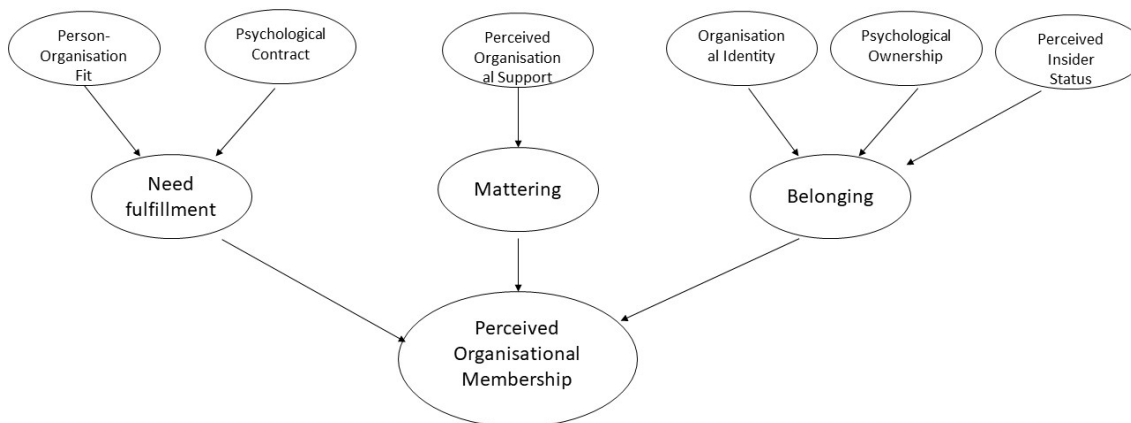 Person-
Organisation
Fit
Psychological
Contract
Perceived
Organisation
al Support
Organisation
al Identity
Psychological
Ownership
Perceived
Insider
Status
Need
fulfillment
Mattering
Belonging
Perceived
Organisational
Membership